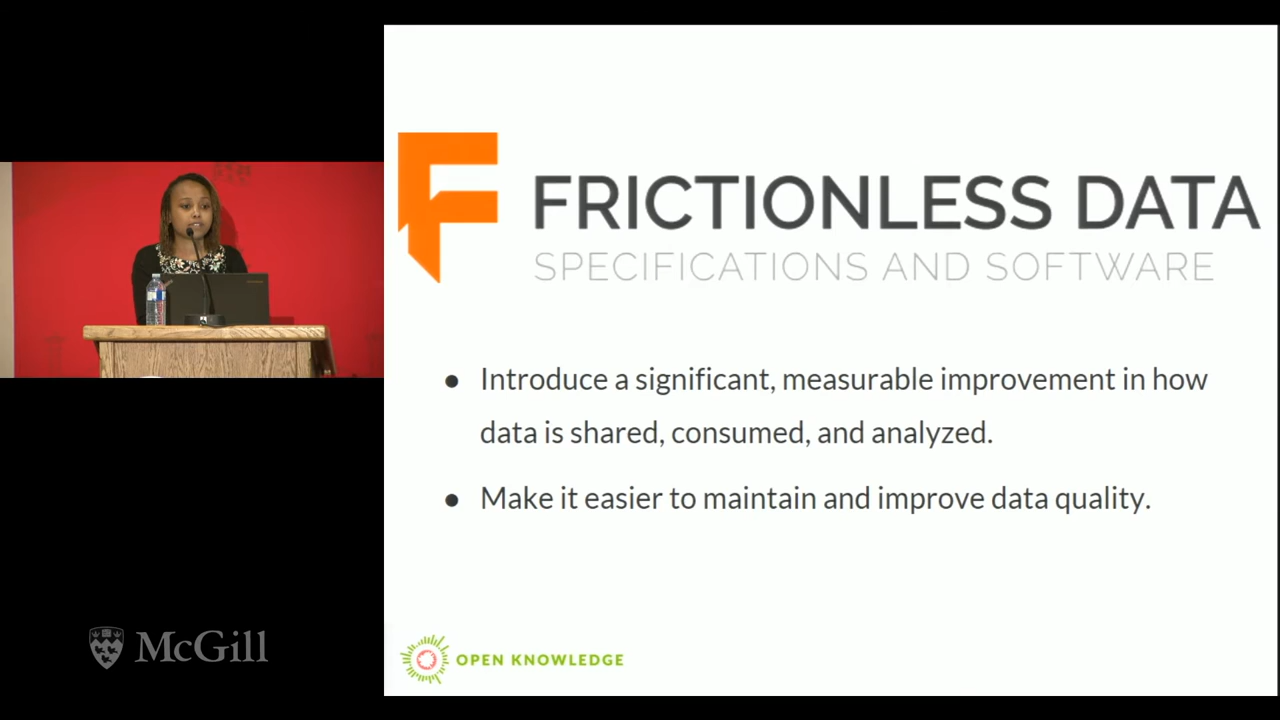 FRICTIONLESS DATA
SPECIFICATIONS AND SOFTWARE
● Introduce a significant, measurable improvement in how
data is shared, consumed, and analyzed.
● Make it easier to maintain and improve data quality.
McGill
OPEN KNOWLEDGE